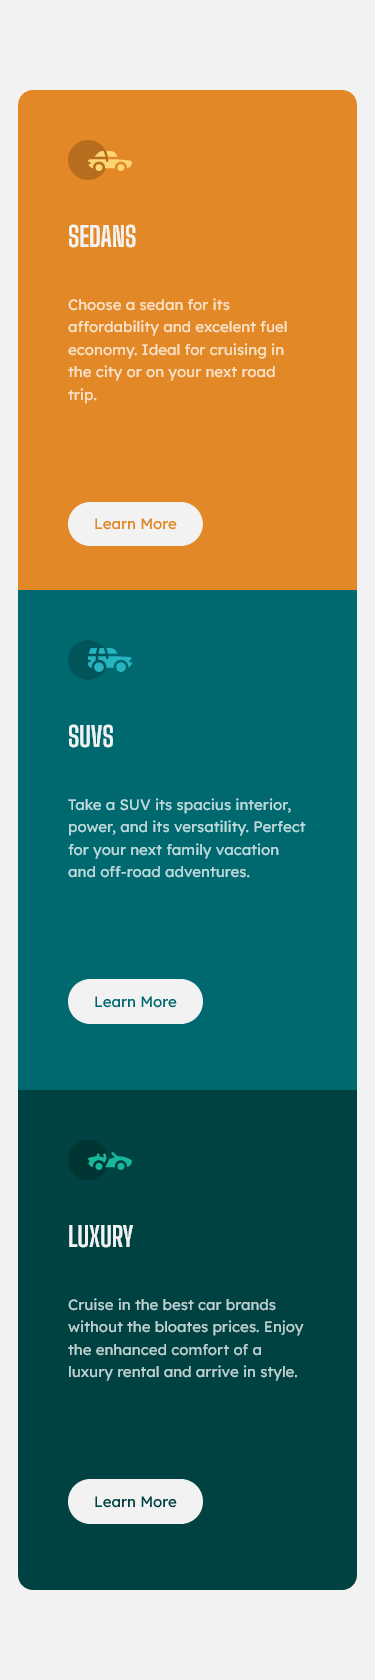 SEDANS
Choose a sedan for its
affordability and excelent fuel
economy. Ideal for cruising in
the city or on your next road
trip.
Learn More
SUVS
Take a SUV its spacius interior,
power, and its versatility. Perfect
for your next family vacation
and off-road adventures.
Learn More
LUXURY
Cruise in the best car brands
without the bloates prices. Enjoy
the enhanced comfort of a
luxury rental and arrive in style.
Learn More